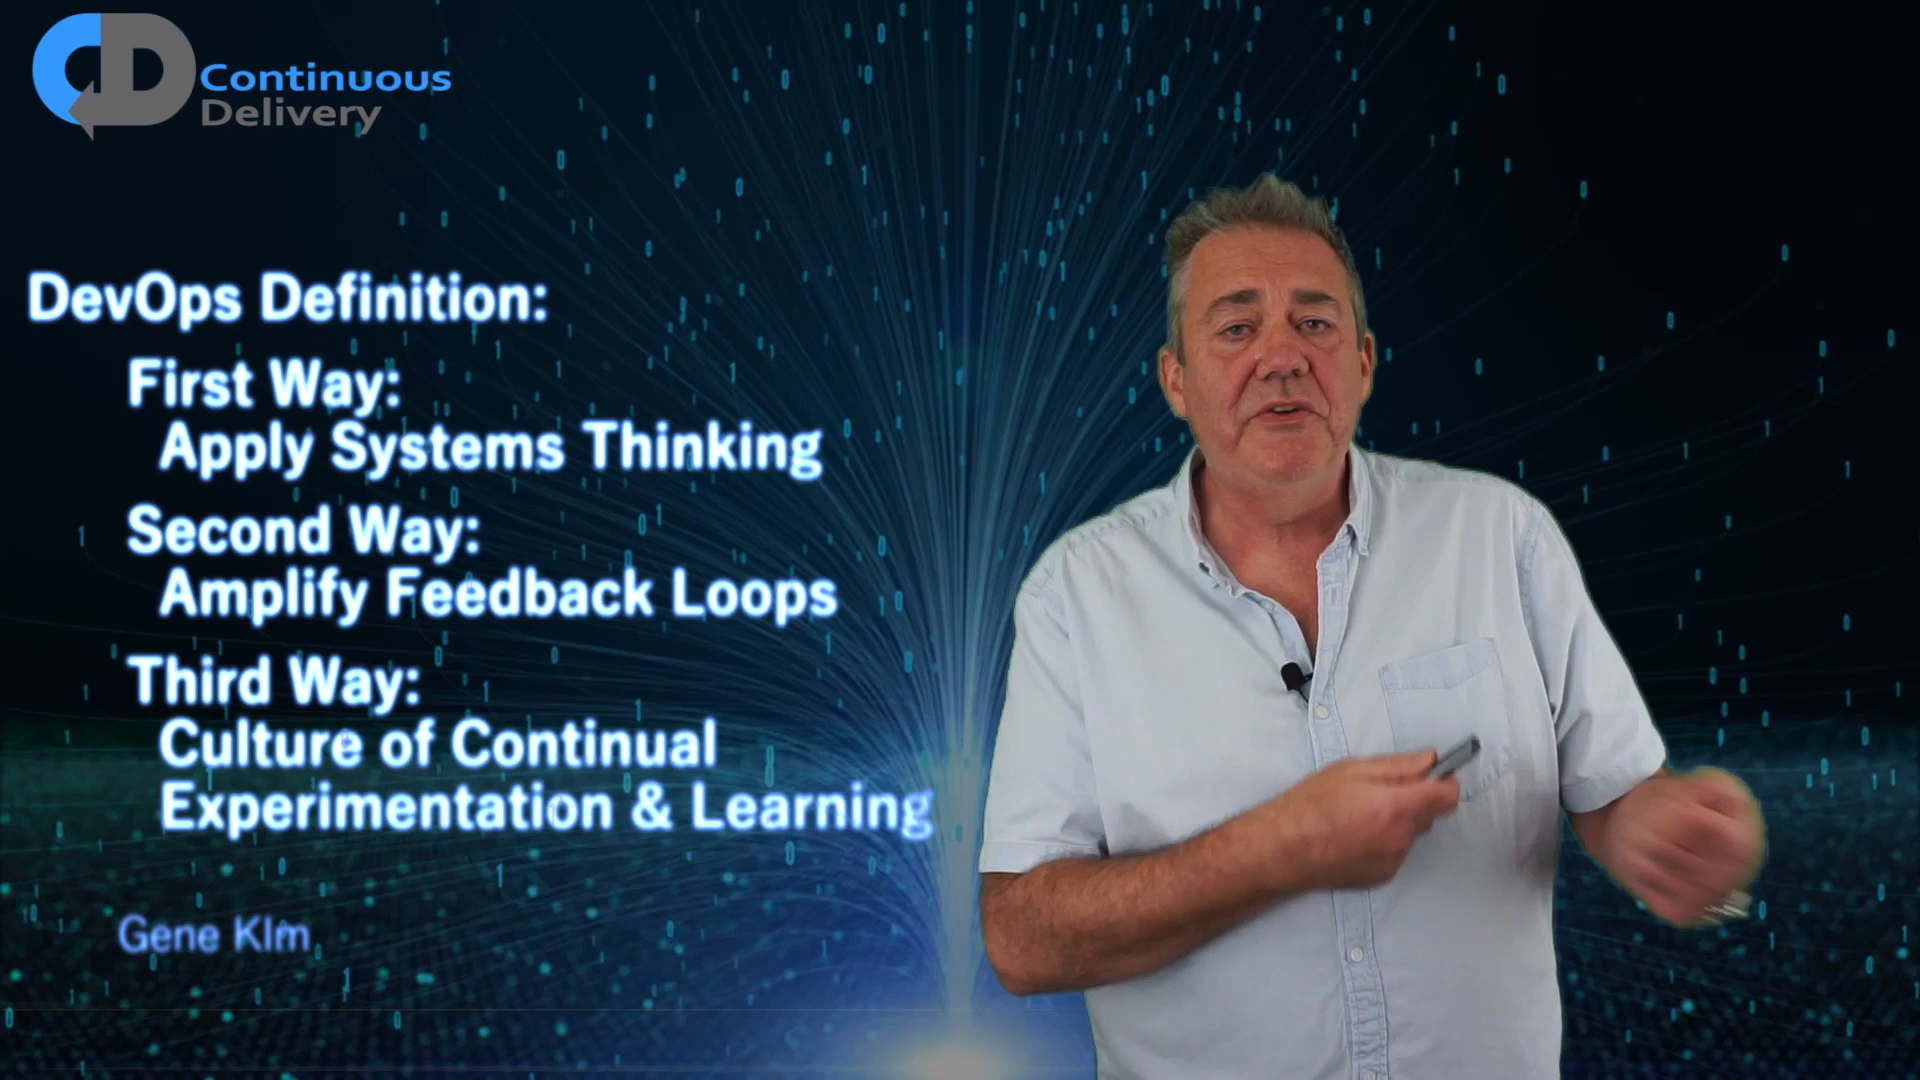 Continuous
Delivery
DevOps Definition:
First Way:
Apply Systems Thinking
Second Way:
Amplify Feedback Loops
Third Way:
Culture of Continual
Experimentation & Learning
Gene KIm